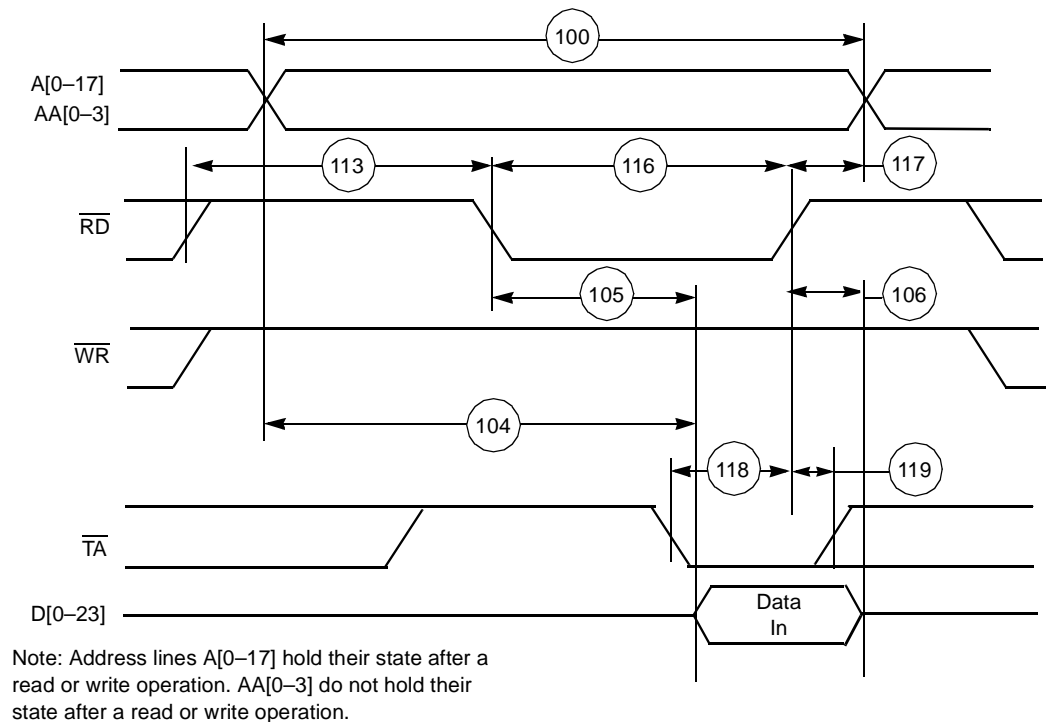 100
A[0–17]
AA[0–3]
113
116
117
RD
105
106
WR
104
118
119
TA
D[0–23]
Data
In
Note: Address lines A[0–17] hold their state after a
read or write operation. AA[0–3] do not hold their
state after a read or write operation.